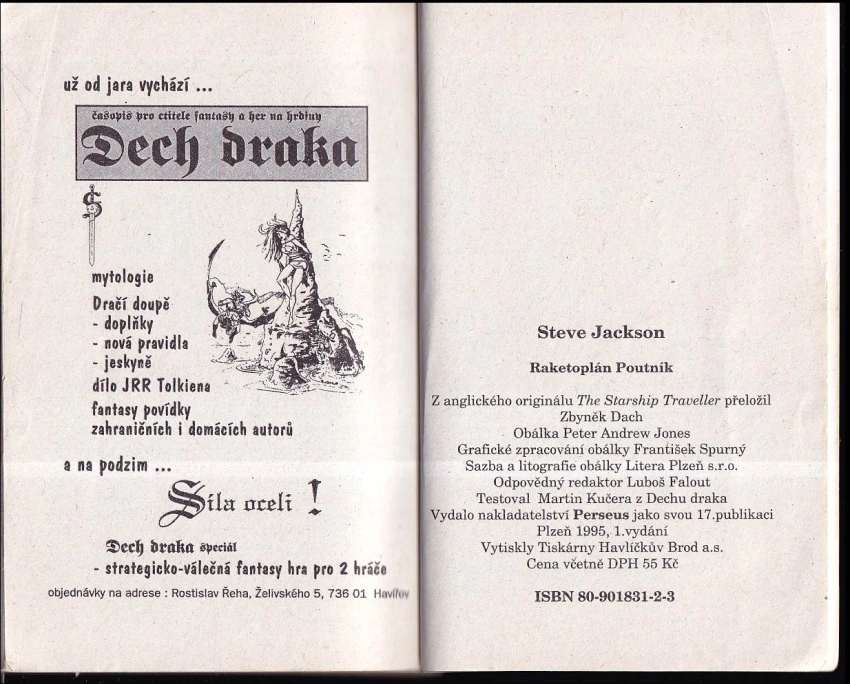 už od jara vychází ...
časopis pro ctitele fantasy a her na hrdiny
Dech draka
mytologie
Dračí doupě
- doplňky
- nová pravidla
- jeskyně
dílo JRR Tolkiena
fantasy povídky
zahraničních i domácích autorů
a na podzim ...
Síla oceli !
Dech draka speciál
- strategicko-válečná fantasy hra pro 2 hráče
objednávky na adrese : Rostislav Řeha, Želivského 5, 736 01 Havířov
Steve Jackson
Raketoplán Poutník
Z anglického originálu The Starship Traveller přeložil
Zbyněk Dach
Obálka Peter Andrew Jones
Grafické zpracování obálky František Spurný
Sazba a litografie obálky Litera Plzeň s.r.o.
Odpovědný redaktor Luboš Falout
Testoval Martin Kučera z Dechu draka
Vydalo nakladatelství Perseus jako svou 17.publikaci
Plzeň 1995, 1.vydání
Vytiskly Tiskárny Havlíčkův Brod a.s.
Cena včetně DPH 55 Kč
ISBN 80-901831-2-3